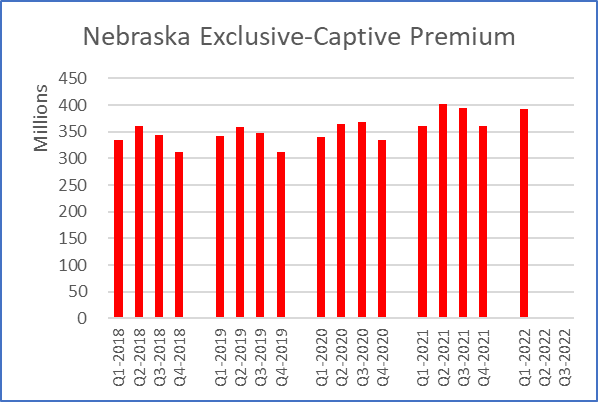 Nebraska Exclusive-Captive Premium
Millions
450
400
350
300
250
200
150
100
50
0
Q1-2018
Q2-2018
Q3-2018
Q4-2018
Q1-2019
Q2-2019
Q3-2019
Q4-2019
Q1-2020
Q2-2020
Q3-2020
Q4-2020
Q1-2021
Q2-2021
Q3-2021
Q4-2021
Q1-2022
Q2-2022
Q3-2022